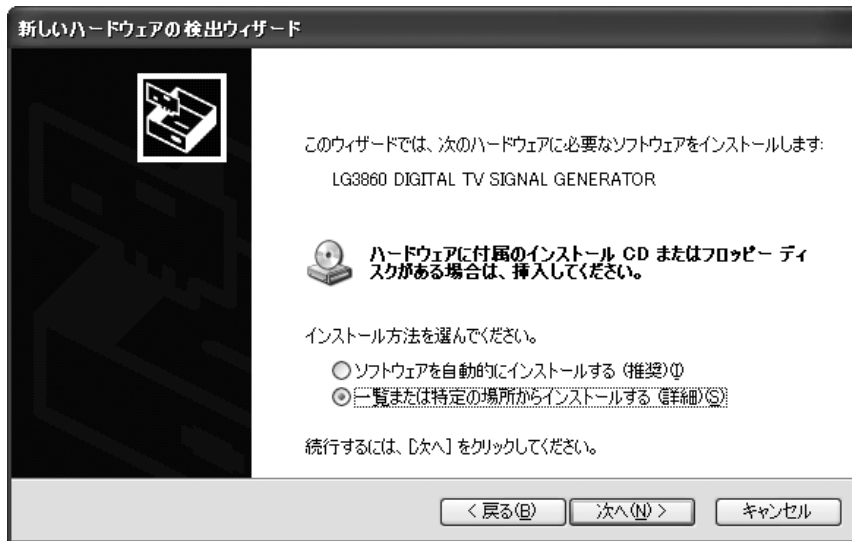 新しいハードウェアの検出ウィザード
このウィザードでは、次のハードウェアに必要なソフトウェアをインストールします:
LG3860 DIGITAL TV SIGNAL GENERATOR
ハードウェアに付属のインストール CD またはフロッピー ディ
スクがある場合は、挿入してください。
インストール方法を選んでください。
ソフトウェアを自動的にインストールする (推奨)(I)
一覧または特定の場所からインストールする (詳細)(S)
続行するには、[次へ] をクリックしてください。
< 戻る(B)
次へ(N) >
キャンセル